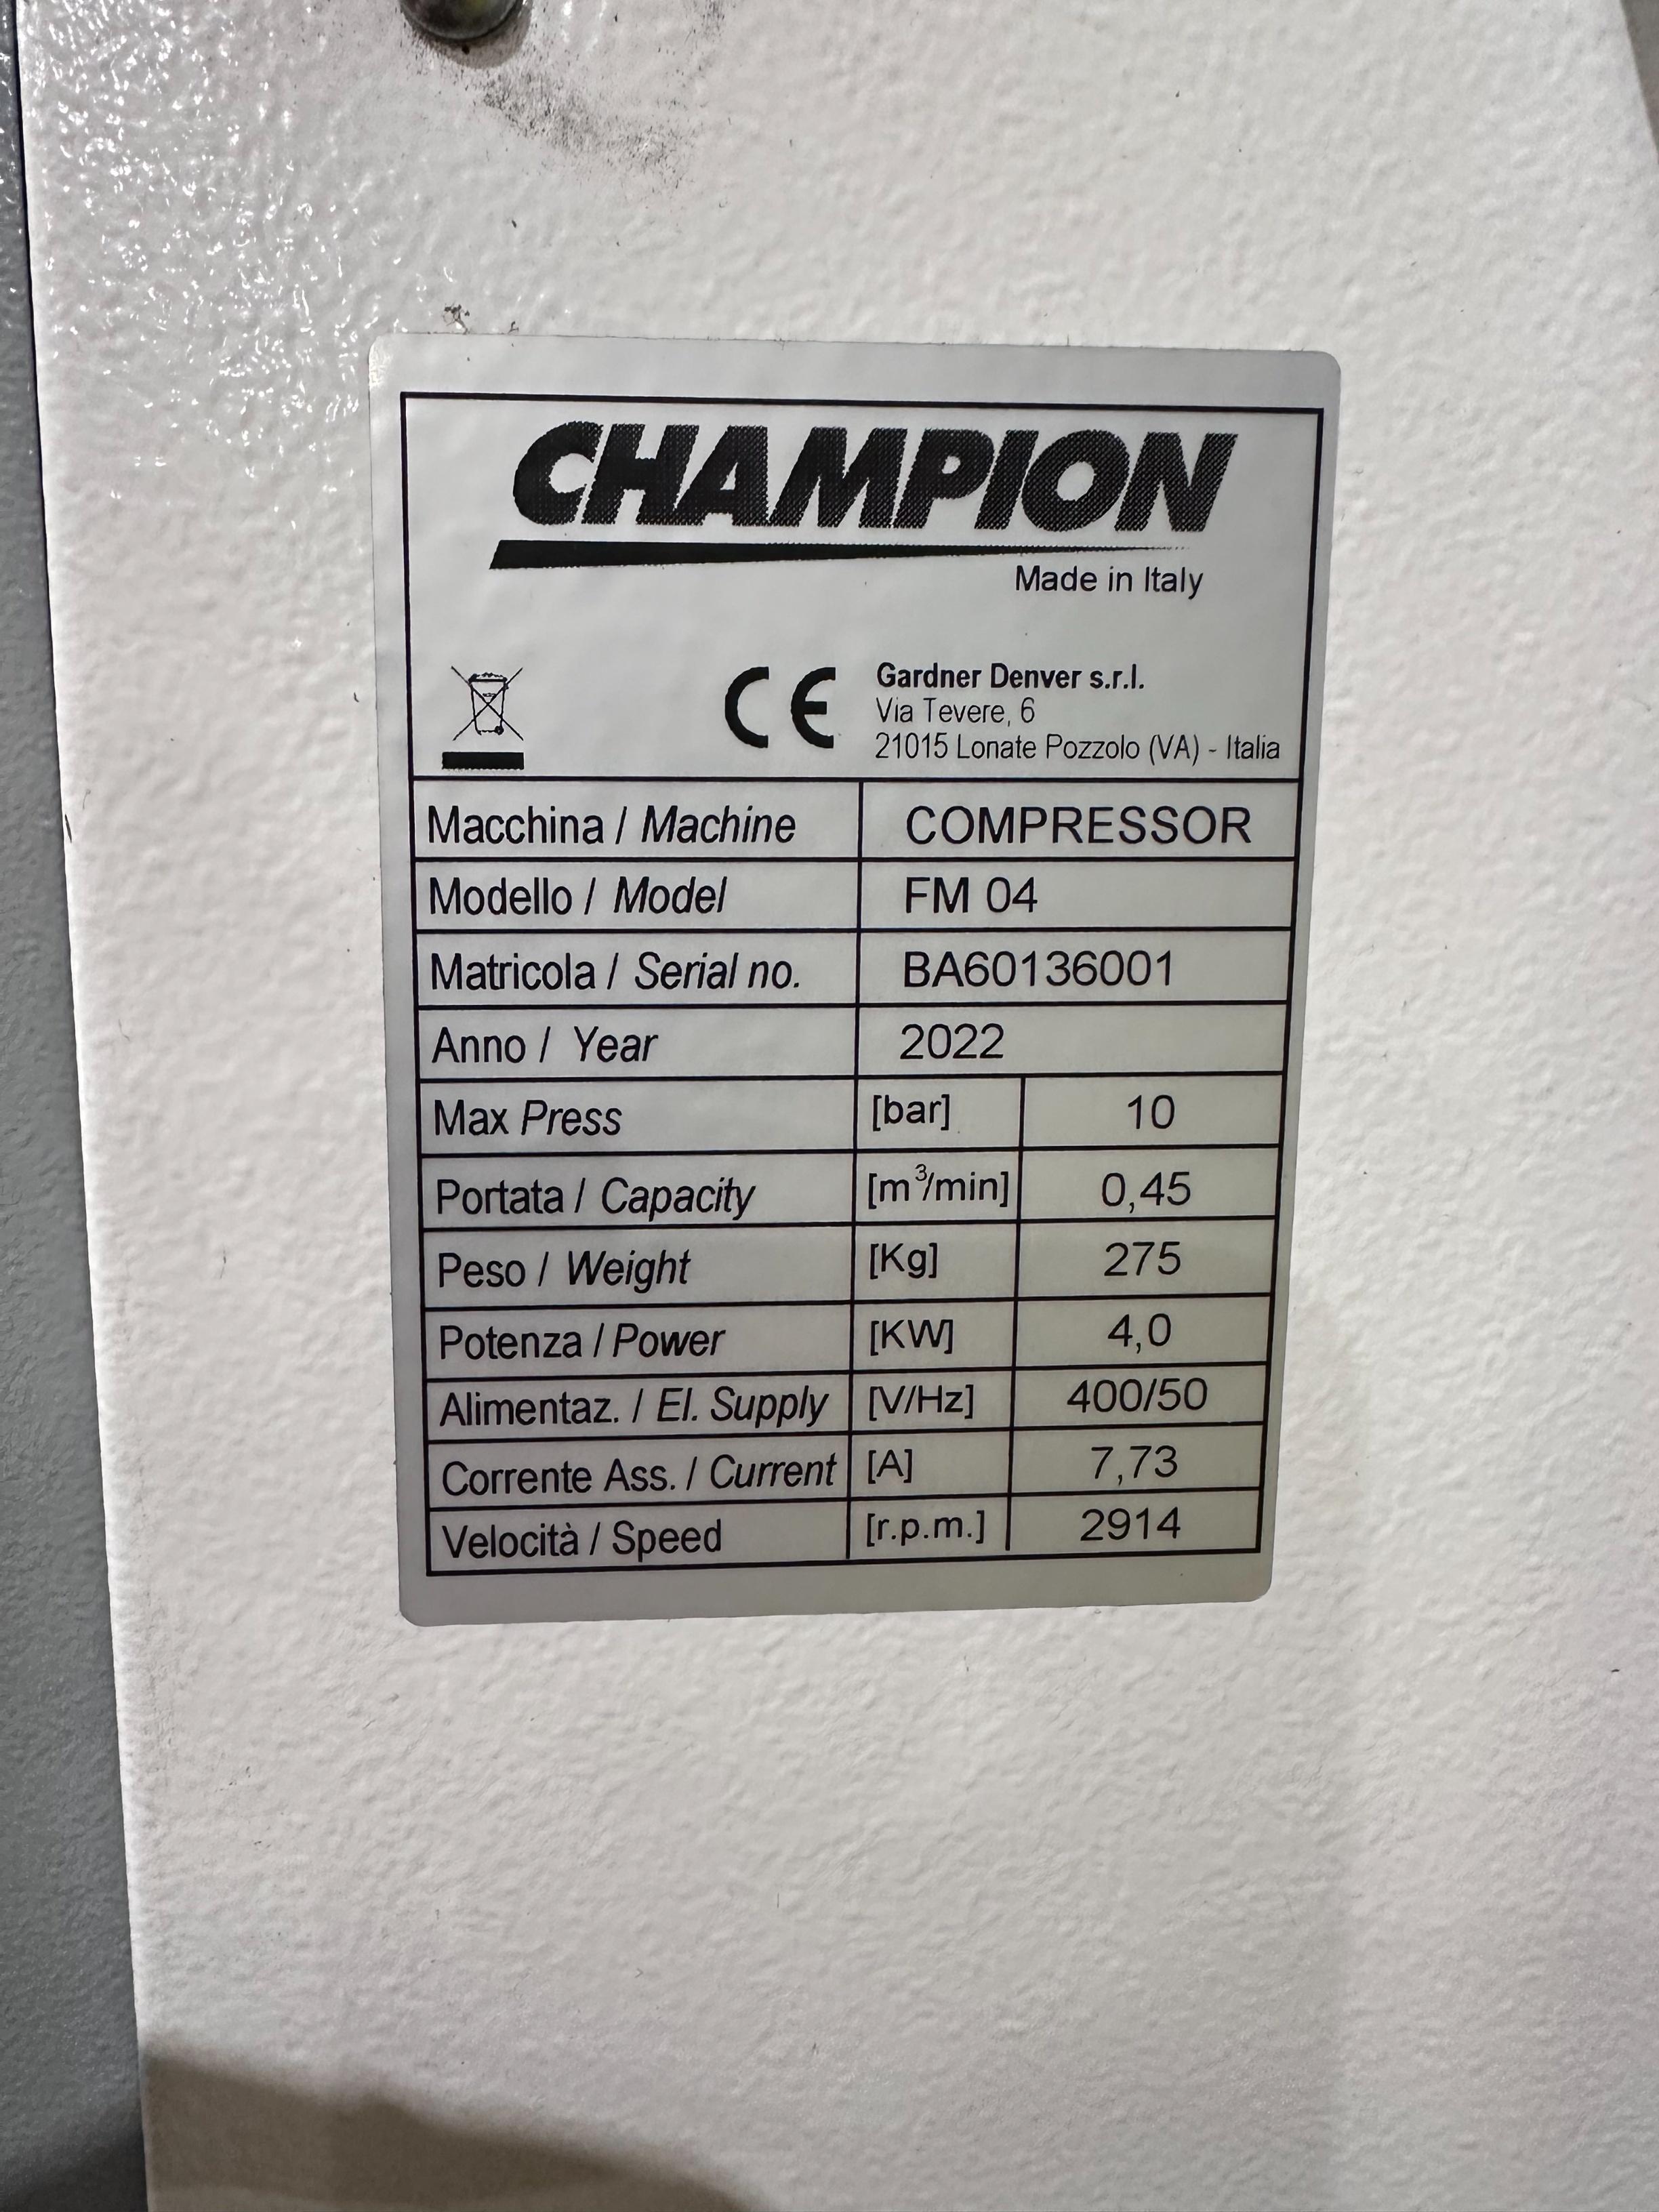 CHAMPION
Made in Italy
CE
Gardner Denver s.r.l.
Via Tevere, 6
21015 Lonate Pozzolo (VA) - Italia
Macchina / Machine COMPRESSOR
Modello / Model FM 04
Matricola / Serial no. BA60136001
Anno / Year 2022
Max Press [bar] 10
Portata / Capacity [m³/min] 0,45
Peso / Weight [Kg] 275
Potenza / Power [KW] 4,0
Alimentaz. / El. Supply [V/Hz] 400/50
Corrente Ass. / Current [A] 7,73
Velocità / Speed [r.p.m.] 2914